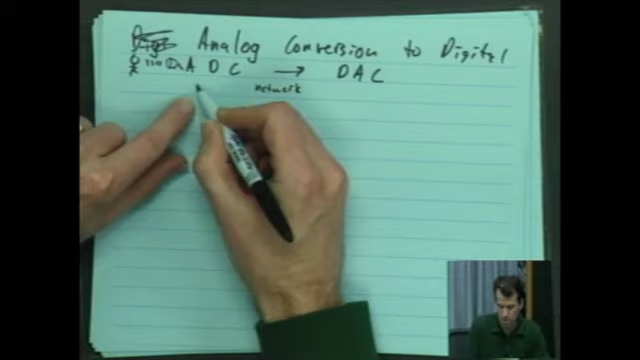 Analog Conversion to Digital
A D C → D A C
network